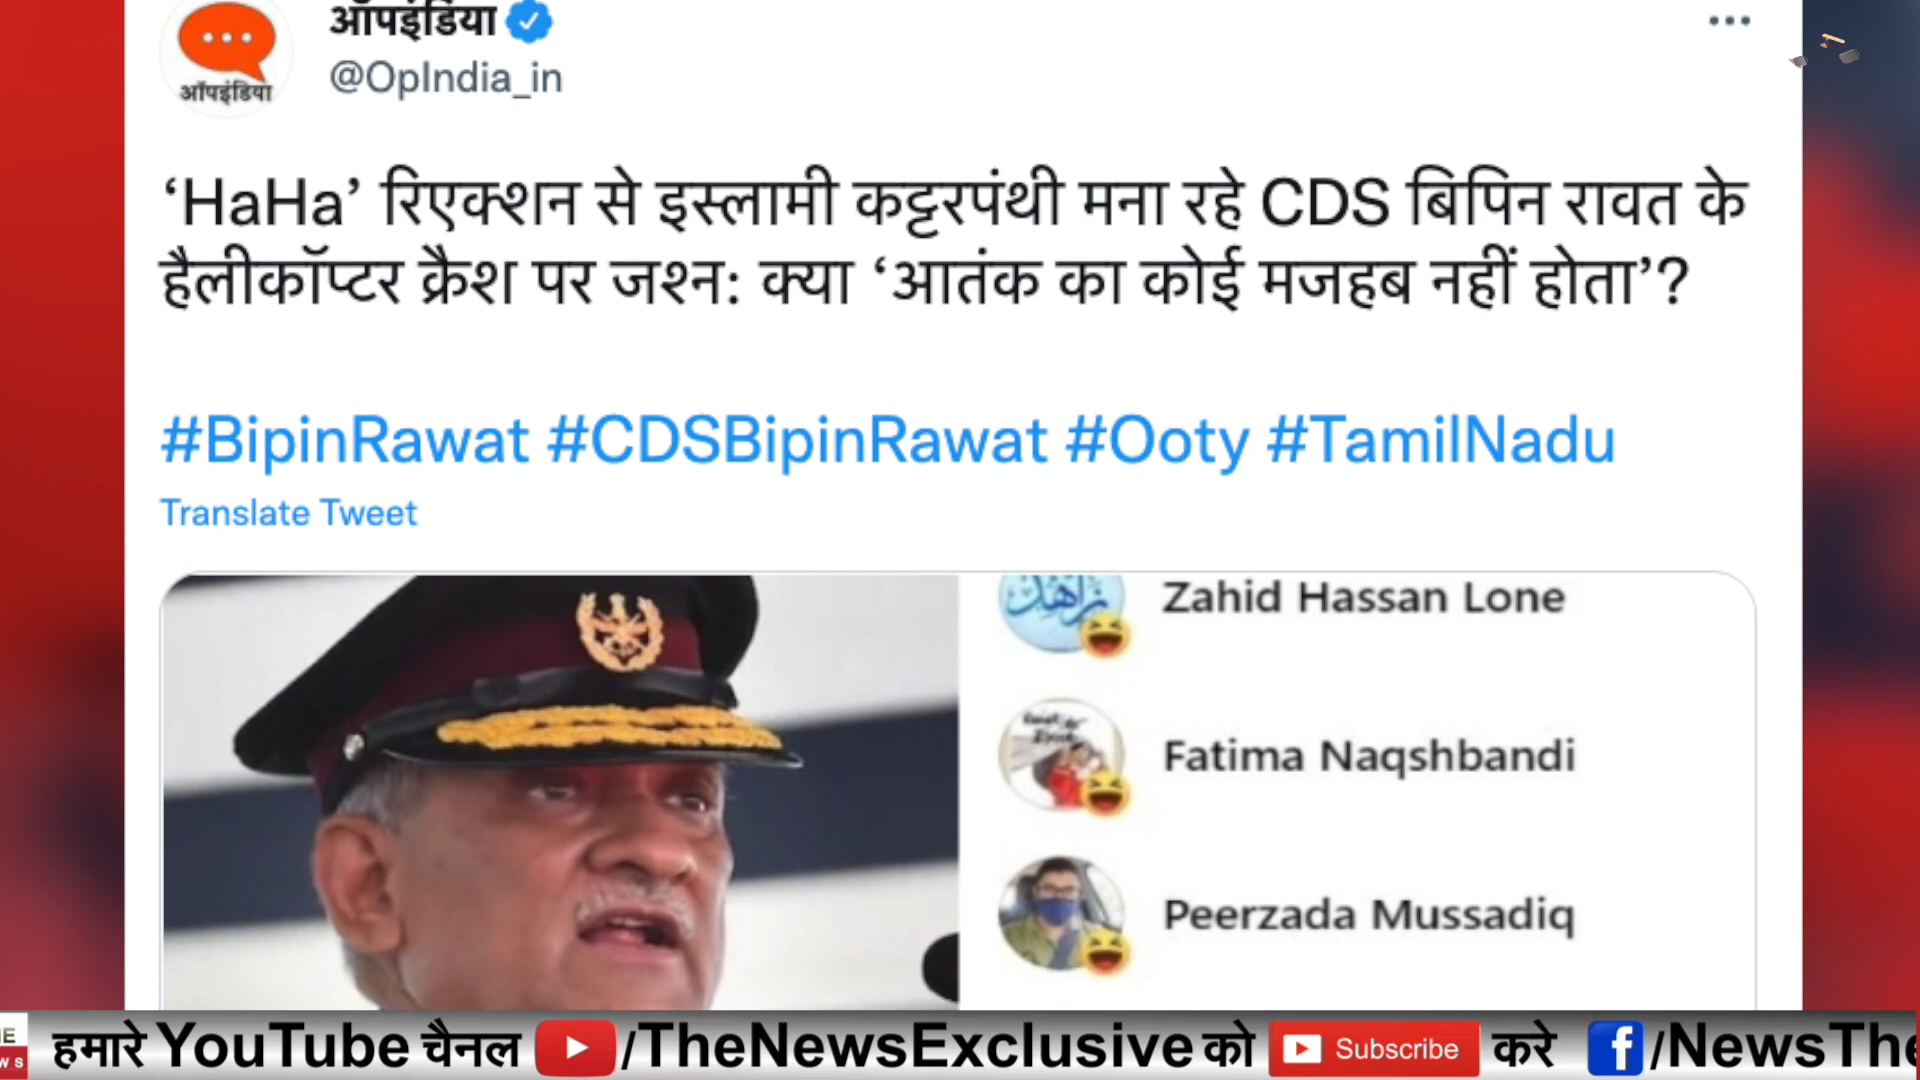 ऑपइंडिया
@OpIndia_in
ऑपइंडिया
‘HaHa’ रिएक्शन से इस्लामी कट्टरपंथी मना रहे CDS बिपिन रावत के
हैलीकॉप्टर क्रैश पर जश्न: क्या ‘आतंक का कोई मजहब नहीं होता’?
#BipinRawat #CDSBipinRawat #Ooty #TamilNadu
Translate Tweet
Zahid Hassan Lone
Fatima Naqshbandi
Peerzada Mussadiq
हमारे YouTube चैनल /TheNewsExclusive को Subscribe करे /NewsThe